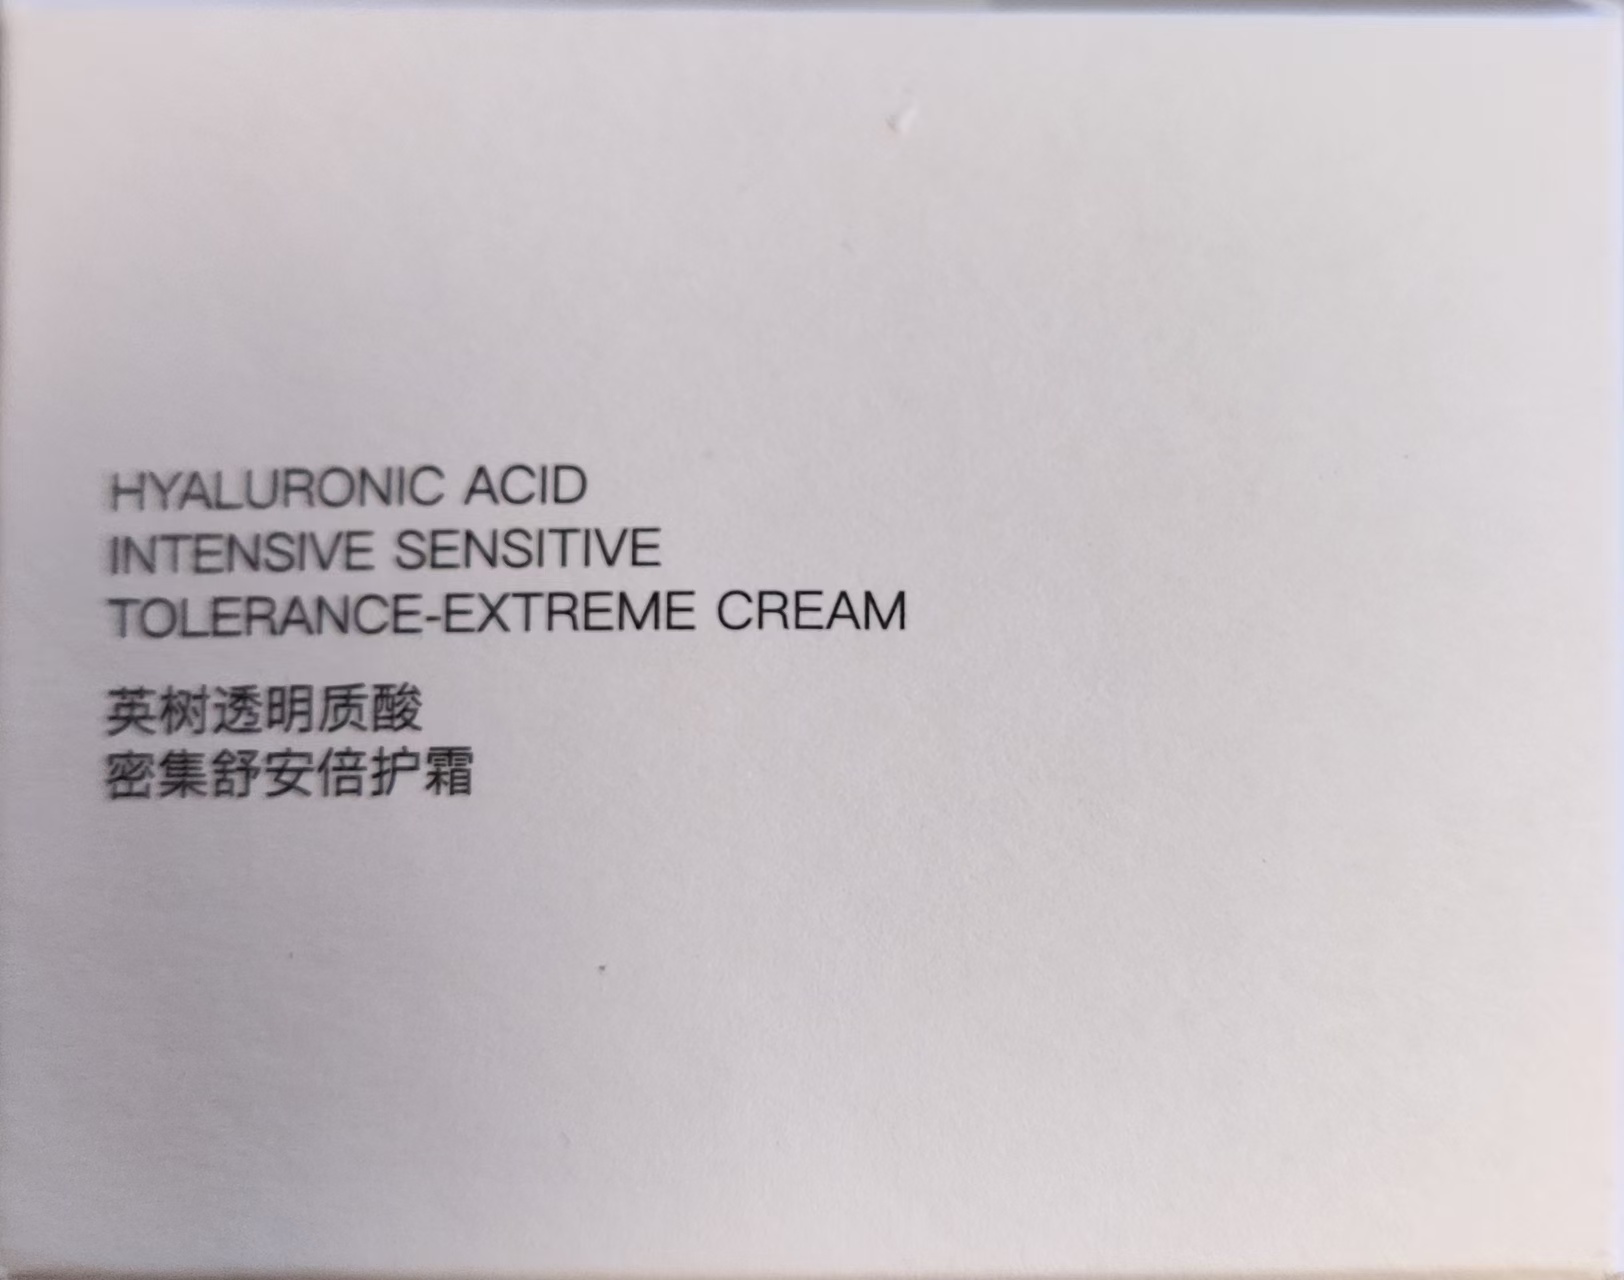 HYALURONIC ACID
INTENSIVE SENSITIVE
TOLERANCE-EXTREME CREAM
英树透明质酸
密集舒安倍护霜